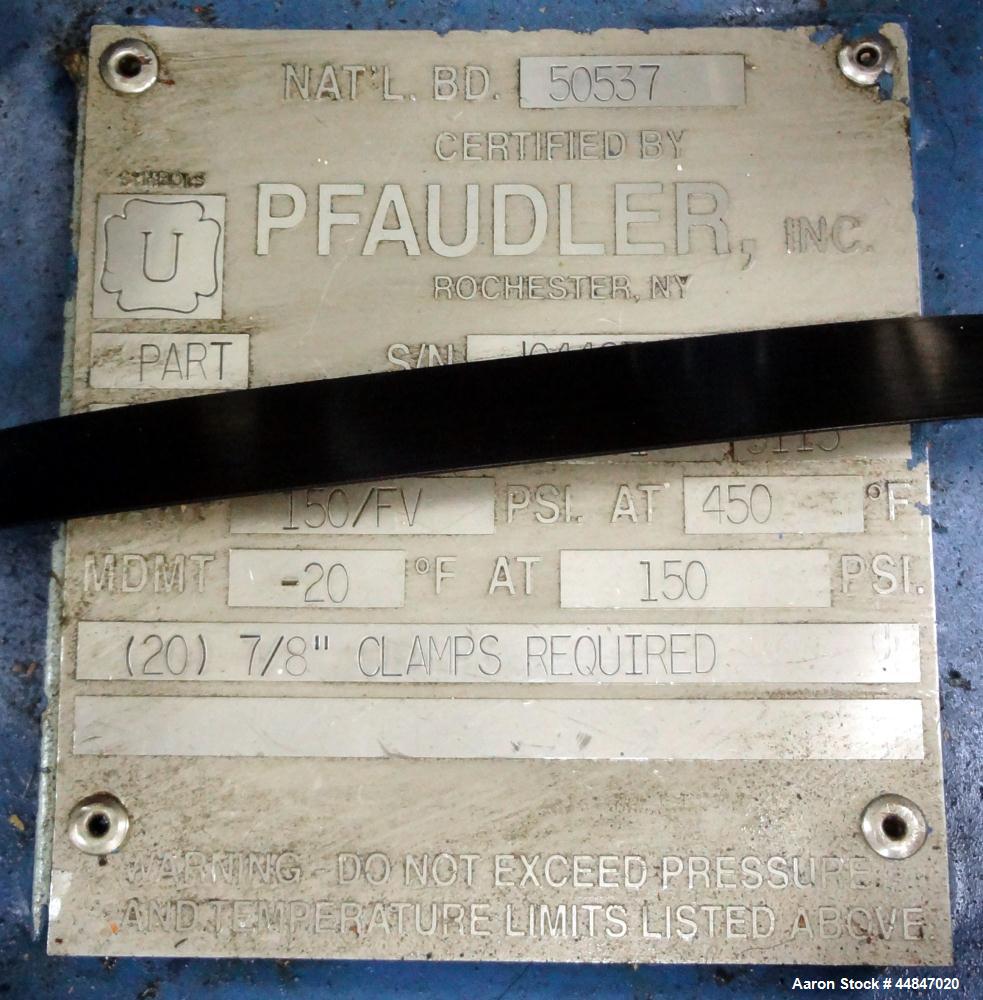 NAT'L. BD. 50537
CERTIFIED BY
SYMBOLS
U
PFAUDLER, INC.
ROCHESTER, NY
PART S/N
150/FV PSI. AT 450 °F
MDMT -20 °F AT 150 PSI.
(20) 7/8" CLAMPS REQUIRED
WARNING - DO NOT EXCEED PRESSURE
AND TEMPERATURE LIMITS LISTED ABOVE.
Aaron Stock # 44847020